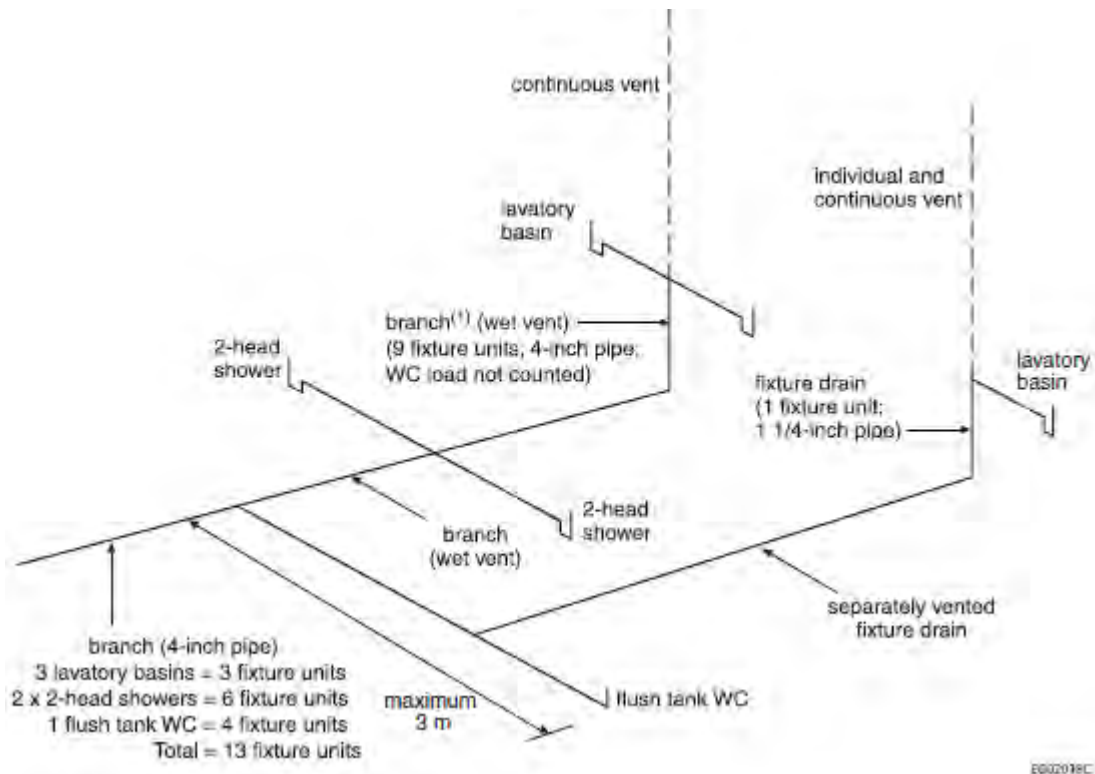 continuous vent
individual and
continuous vent
lavatory
basin
branch(1) (wet vent)
(9 fixture units, 4-inch pipe;
WC load not counted)
2-head
shower
lavatory
basin
fixture drain
(1 fixture unit;
1 1/4-inch pipe)
2-head
shower
branch
(wet vent)
separately vented
fixture drain
branch (4-inch pipe)
3 lavatory basins = 3 fixture units
2 x 2-head showers = 6 fixture units
1 flush tank WC = 4 fixture units
Total = 13 fixture units
maximum
3 m
flush tank WC